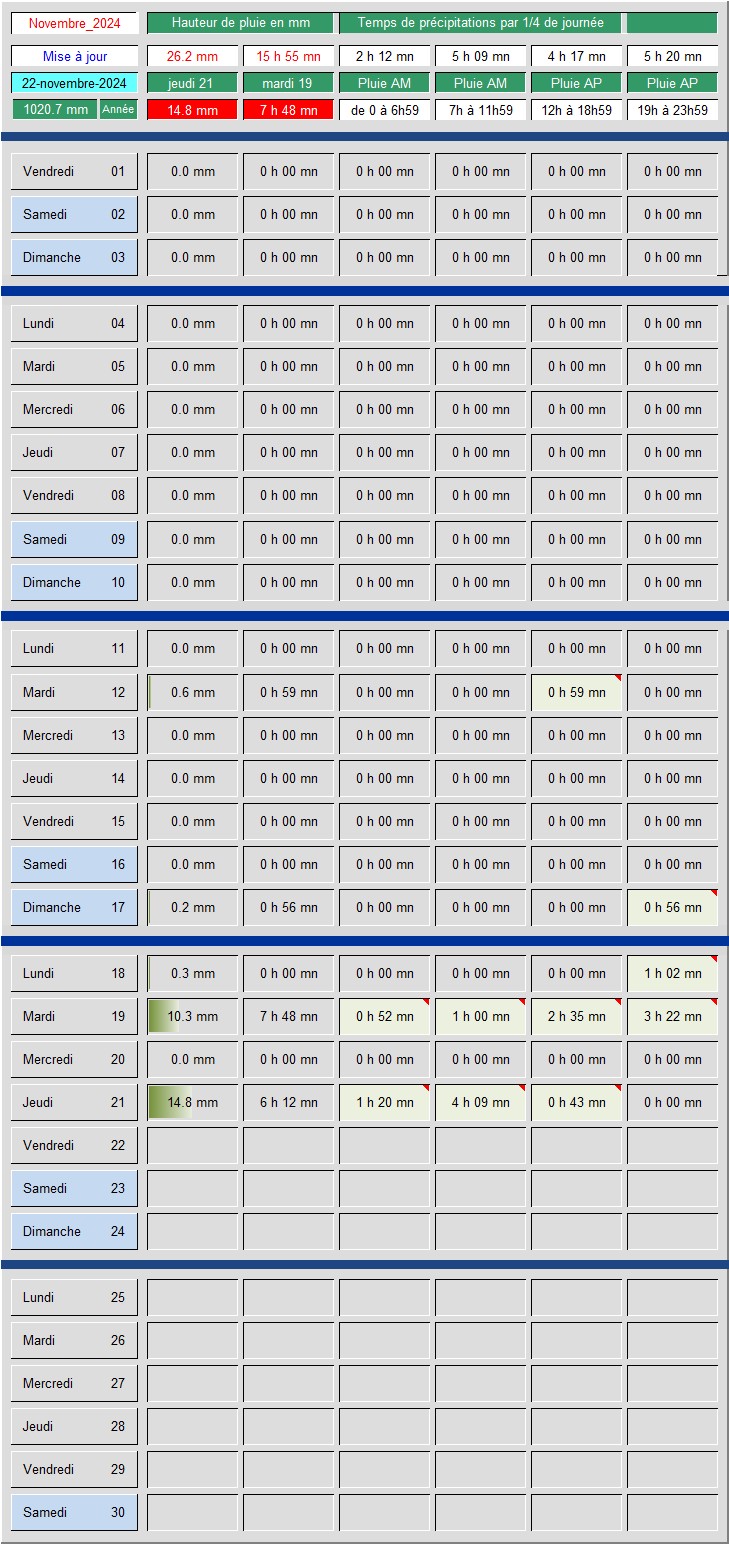 Novembre_2024 Hauteur de pluie en mm Temps de précipitations par 1/4 de journée
Mise à jour 26.2 mm 15 h 55 mn 2 h 12 mn 5 h 09 mn 4 h 17 mn 5 h 20 mn
22-novembre-2024 jeudi 21 mardi 19 Pluie AM Pluie AM Pluie AP Pluie AP
1020.7 mm Année 14.8 mm 7 h 48 mn de 0 à 6h59 7h à 11h59 12h à 18h59 19h à 23h59
Vendredi 01 0.0 mm 0 h 00 mn 0 h 00 mn 0 h 00 mn 0 h 00 mn 0 h 00 mn
Samedi 02 0.0 mm 0 h 00 mn 0 h 00 mn 0 h 00 mn 0 h 00 mn 0 h 00 mn
Dimanche 03 0.0 mm 0 h 00 mn 0 h 00 mn 0 h 00 mn 0 h 00 mn 0 h 00 mn
Lundi 04 0.0 mm 0 h 00 mn 0 h 00 mn 0 h 00 mn 0 h 00 mn 0 h 00 mn
Mardi 05 0.0 mm 0 h 00 mn 0 h 00 mn 0 h 00 mn 0 h 00 mn 0 h 00 mn
Mercredi 06 0.0 mm 0 h 00 mn 0 h 00 mn 0 h 00 mn 0 h 00 mn 0 h 00 mn
Jeudi 07 0.0 mm 0 h 00 mn 0 h 00 mn 0 h 00 mn 0 h 00 mn 0 h 00 mn
Vendredi 08 0.0 mm 0 h 00 mn 0 h 00 mn 0 h 00 mn 0 h 00 mn 0 h 00 mn
Samedi 09 0.0 mm 0 h 00 mn 0 h 00 mn 0 h 00 mn 0 h 00 mn 0 h 00 mn
Dimanche 10 0.0 mm 0 h 00 mn 0 h 00 mn 0 h 00 mn 0 h 00 mn 0 h 00 mn
Lundi 11 0.0 mm 0 h 00 mn 0 h 00 mn 0 h 00 mn 0 h 00 mn 0 h 00 mn
Mardi 12 0.6 mm 0 h 59 mn 0 h 00 mn 0 h 00 mn 0 h 59 mn 0 h 00 mn
Mercredi 13 0.0 mm 0 h 00 mn 0 h 00 mn 0 h 00 mn 0 h 00 mn 0 h 00 mn
Jeudi 14 0.0 mm 0 h 00 mn 0 h 00 mn 0 h 00 mn 0 h 00 mn 0 h 00 mn
Vendredi 15 0.0 mm 0 h 00 mn 0 h 00 mn 0 h 00 mn 0 h 00 mn 0 h 00 mn
Samedi 16 0.0 mm 0 h 00 mn 0 h 00 mn 0 h 00 mn 0 h 00 mn 0 h 00 mn
Dimanche 17 0.2 mm 0 h 56 mn 0 h 00 mn 0 h 00 mn 0 h 00 mn 0 h 56 mn
Lundi 18 0.3 mm 0 h 00 mn 0 h 00 mn 0 h 00 mn 0 h 00 mn 1 h 02 mn
Mardi 19 10.3 mm 7 h 48 mn 0 h 52 mn 1 h 00 mn 2 h 35 mn 3 h 22 mn
Mercredi 20 0.0 mm 0 h 00 mn 0 h 00 mn 0 h 00 mn 0 h 00 mn 0 h 00 mn
Jeudi 21 14.8 mm 6 h 12 mn 1 h 20 mn 4 h 09 mn 0 h 43 mn 0 h 00 mn
Vendredi 22
Samedi 23
Dimanche 24
Lundi 25
Mardi 26
Mercredi 27
Jeudi 28
Vendredi 29
Samedi 30